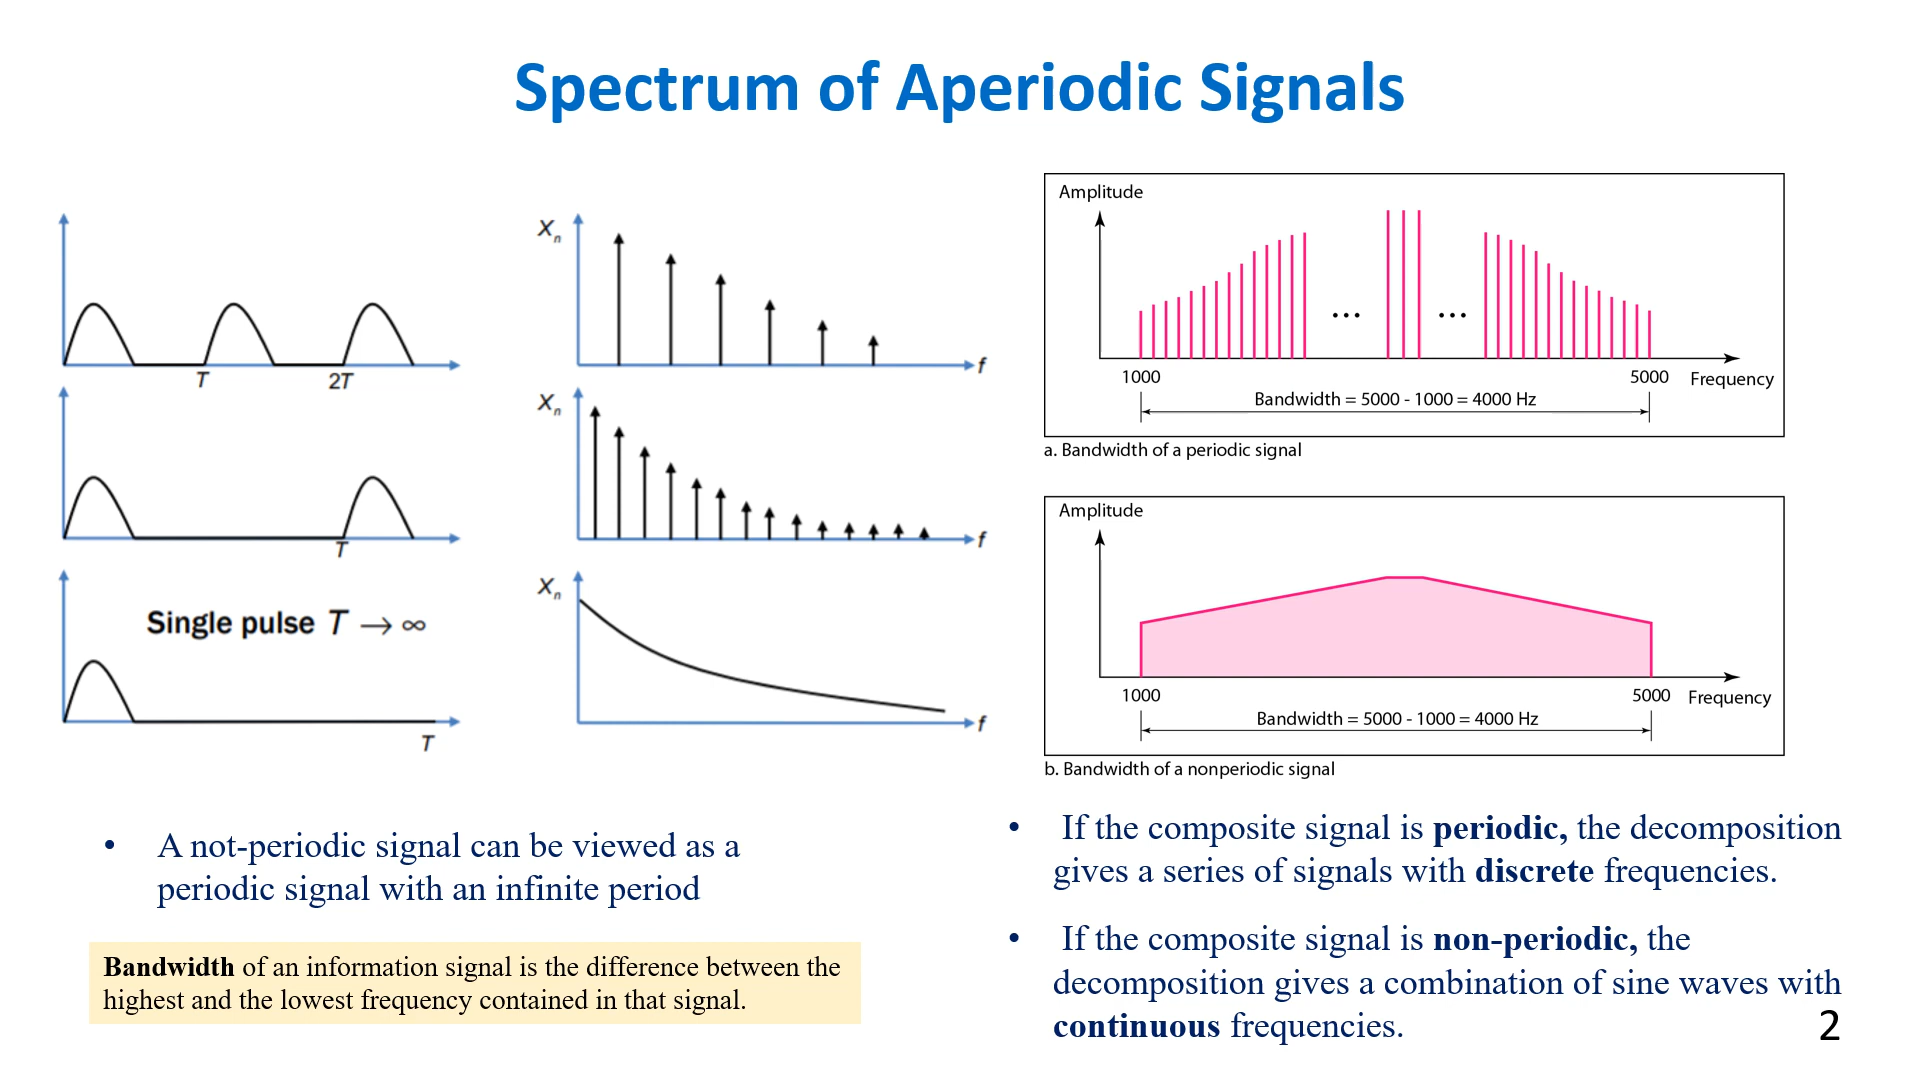 Spectrum of Aperiodic Signals
Xn
f
T
2T
Xn
f
T
Xn
Single pulse T → ∞
f
T
Amplitude
... ...
1000
5000
Frequency
Bandwidth = 5000 - 1000 = 4000 Hz
a. Bandwidth of a periodic signal
Amplitude
1000
5000
Frequency
Bandwidth = 5000 - 1000 = 4000 Hz
b. Bandwidth of a nonperiodic signal
• A not-periodic signal can be viewed as a
periodic signal with an infinite period
Bandwidth of an information signal is the difference between the
highest and the lowest frequency contained in that signal.
• If the composite signal is periodic, the decomposition
gives a series of signals with discrete frequencies.
• If the composite signal is non-periodic, the
decomposition gives a combination of sine waves with
continuous frequencies.
2